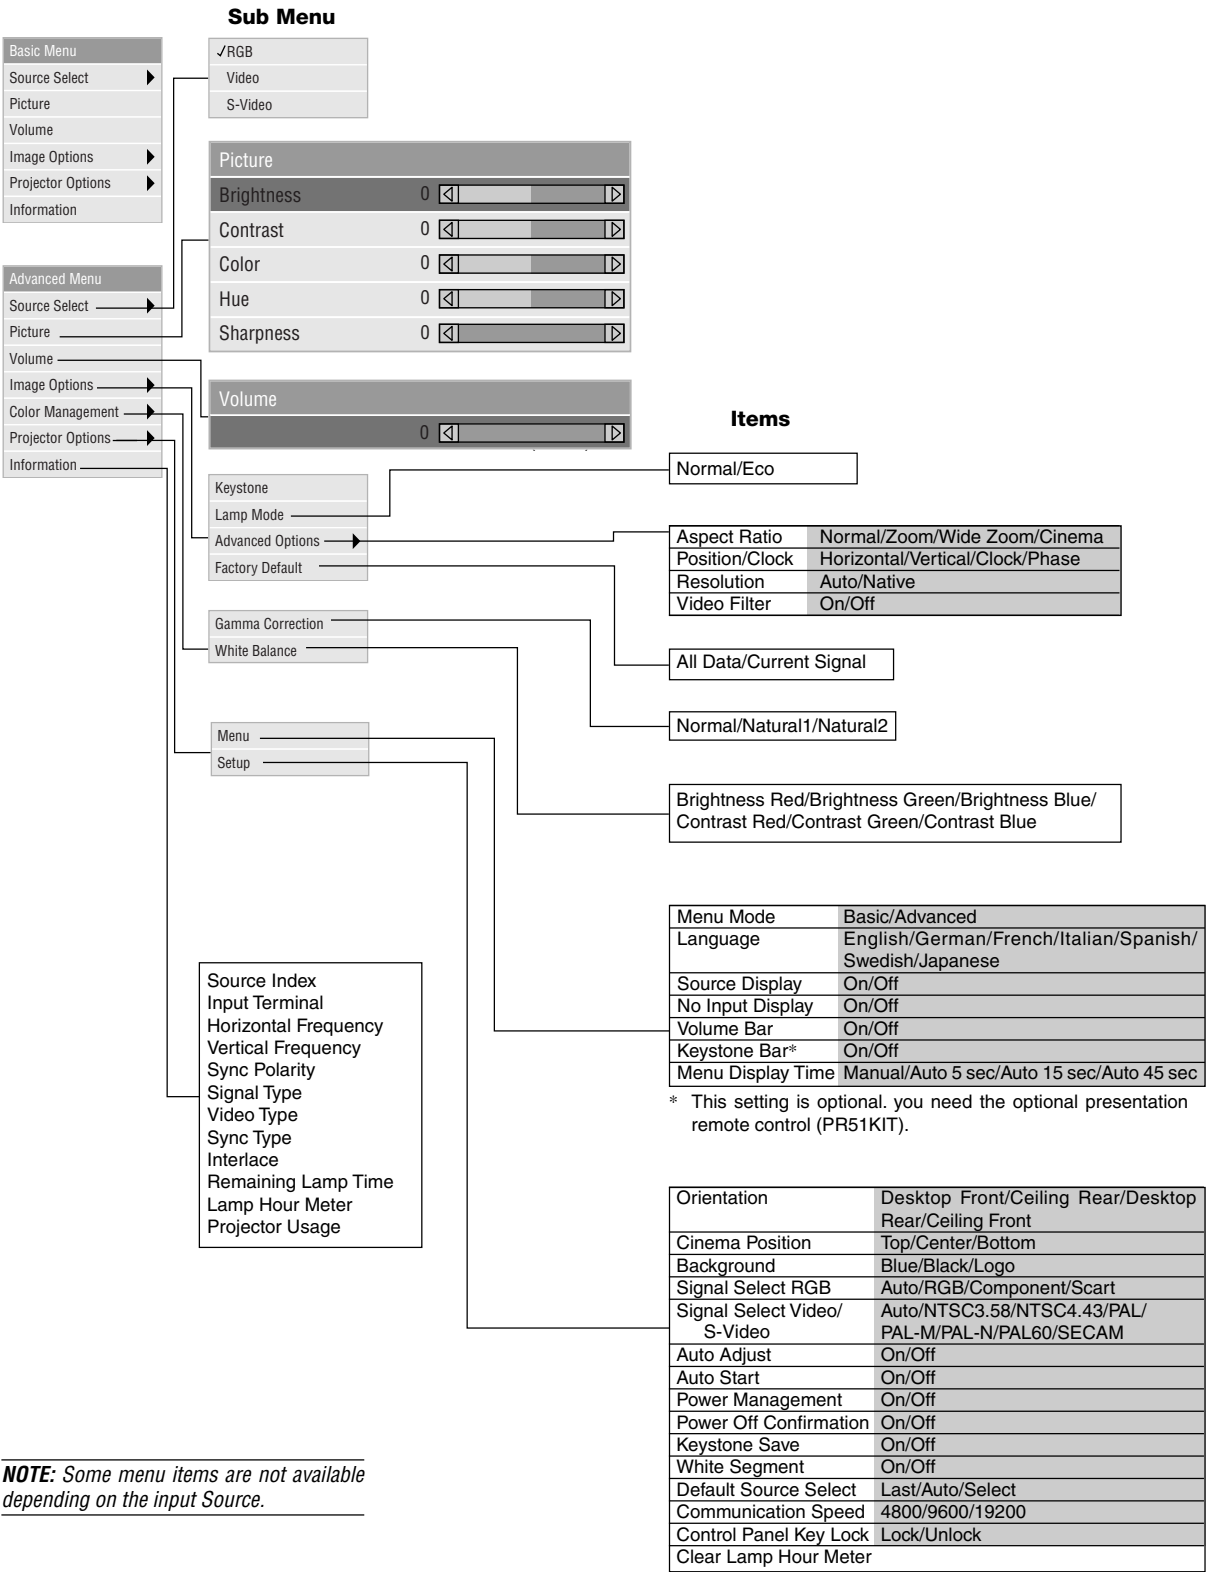 Sub Menu
Basic Menu
Source Select
Picture
Volume
Image Options
Projector Options
Information
✓RGB
Video
S-Video
Picture
Brightness 0
Contrast 0
Color 0
Hue 0
Sharpness 0
Advanced Menu
Source Select
Picture
Volume
Image Options
Color Management
Projector Options
Information
Volume
0
Items
Keystone
Lamp Mode
Advanced Options
Factory Default
Normal/Eco
Aspect Ratio Normal/Zoom/Wide Zoom/Cinema
Position/Clock Horizontal/Vertical/Clock/Phase
Resolution Auto/Native
Video Filter On/Off
Gamma Correction
White Balance
All Data/Current Signal
Normal/Natural1/Natural2
Menu
Setup
Brightness Red/Brightness Green/Brightness Blue/
Contrast Red/Contrast Green/Contrast Blue
Menu Mode Basic/Advanced
Language English/German/French/Italian/Spanish/
Swedish/Japanese
Source Display On/Off
No Input Display On/Off
Volume Bar On/Off
Keystone Bar* On/Off
Menu Display Time Manual/Auto 5 sec/Auto 15 sec/Auto 45 sec
* This setting is optional. you need the optional presentation
remote control (PR51KIT).
Source Index
Input Terminal
Horizontal Frequency
Vertical Frequency
Sync Polarity
Signal Type
Video Type
Sync Type
Interlace
Remaining Lamp Time
Lamp Hour Meter
Projector Usage
Orientation Desktop Front/Ceiling Rear/Desktop
Rear/Ceiling Front
Cinema Position Top/Center/Bottom
Background Blue/Black/Logo
Signal Select RGB Auto/RGB/Component/Scart
Signal Select Video/ Auto/NTSC3.58/NTSC4.43/PAL/
S-Video PAL-M/PAL-N/PAL60/SECAM
Auto Adjust On/Off
Auto Start On/Off
Power Management On/Off
Power Off Confirmation On/Off
Keystone Save On/Off
White Segment On/Off
Default Source Select Last/Auto/Select
Communication Speed 4800/9600/19200
Control Panel Key Lock Lock/Unlock
Clear Lamp Hour Meter
NOTE: Some menu items are not available
depending on the input Source.